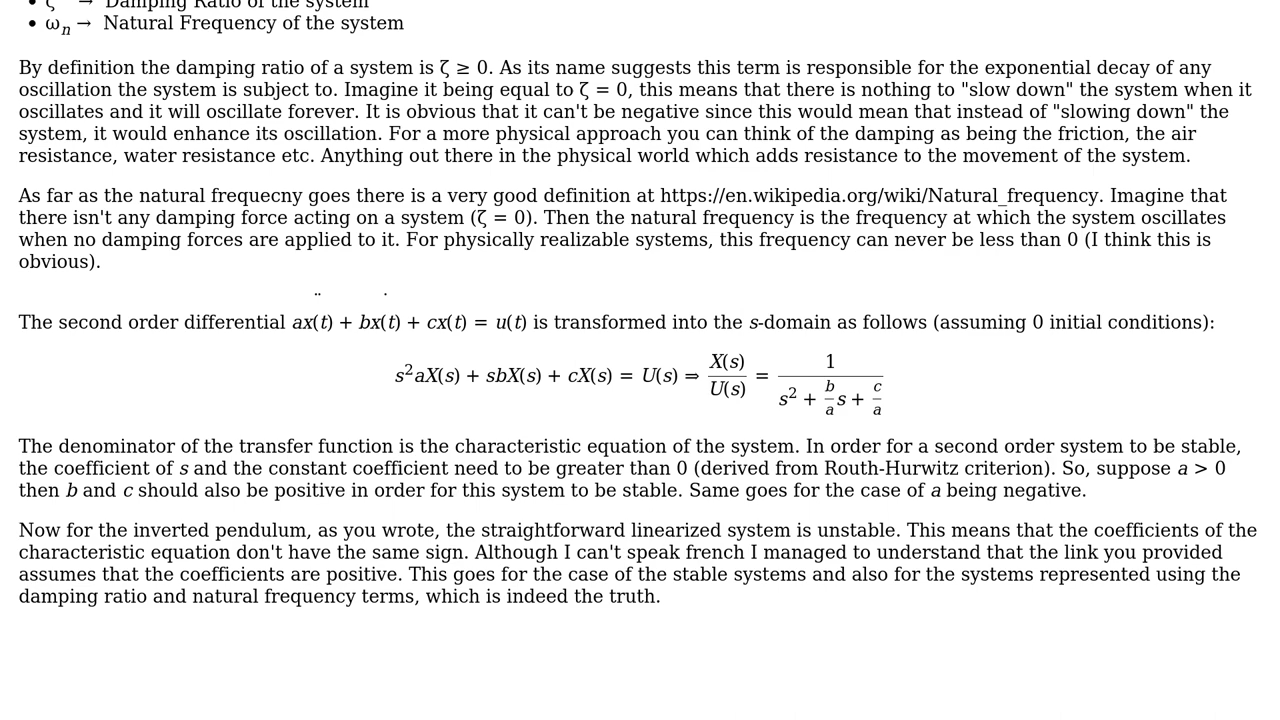 • ζ → Damping Ratio of the system
• ωn → Natural Frequency of the system
By definition the damping ratio of a system is ζ ≥ 0. As its name suggests this term is responsible for the exponential decay of any
oscillation the system is subject to. Imagine it being equal to ζ = 0, this means that there is nothing to "slow down" the system when it
oscillates and it will oscillate forever. It is obvious that it can't be negative since this would mean that instead of "slowing down" the
system, it would enhance its oscillation. For a more physical approach you can think of the damping as being the friction, the air
resistance, water resistance etc. Anything out there in the physical world which adds resistance to the movement of the system.
As far as the natural frequecny goes there is a very good definition at https://en.wikipedia.org/wiki/Natural_frequency. Imagine that
there isn't any damping force acting on a system (ζ = 0). Then the natural frequency is the frequency at which the system oscillates
when no damping forces are applied to it. For physically realizable systems, this frequency can never be less than 0 (I think this is
obvious).
The second order differential aẍ(t) + bẋ(t) + cx(t) = u(t) is transformed into the s-domain as follows (assuming 0 initial conditions):
s²aX(s) + sbX(s) + cX(s) = U(s) ⇒ X(s)/U(s) = 1/(s² + b/a s + c/a)
The denominator of the transfer function is the characteristic equation of the system. In order for a second order system to be stable,
the coefficient of s and the constant coefficient need to be greater than 0 (derived from Routh-Hurwitz criterion). So, suppose a > 0
then b and c should also be positive in order for this system to be stable. Same goes for the case of a being negative.
Now for the inverted pendulum, as you wrote, the straightforward linearized system is unstable. This means that the coefficients of the
characteristic equation don't have the same sign. Although I can't speak french I managed to understand that the link you provided
assumes that the coefficients are positive. This goes for the case of the stable systems and also for the systems represented using the
damping ratio and natural frequency terms, which is indeed the truth.